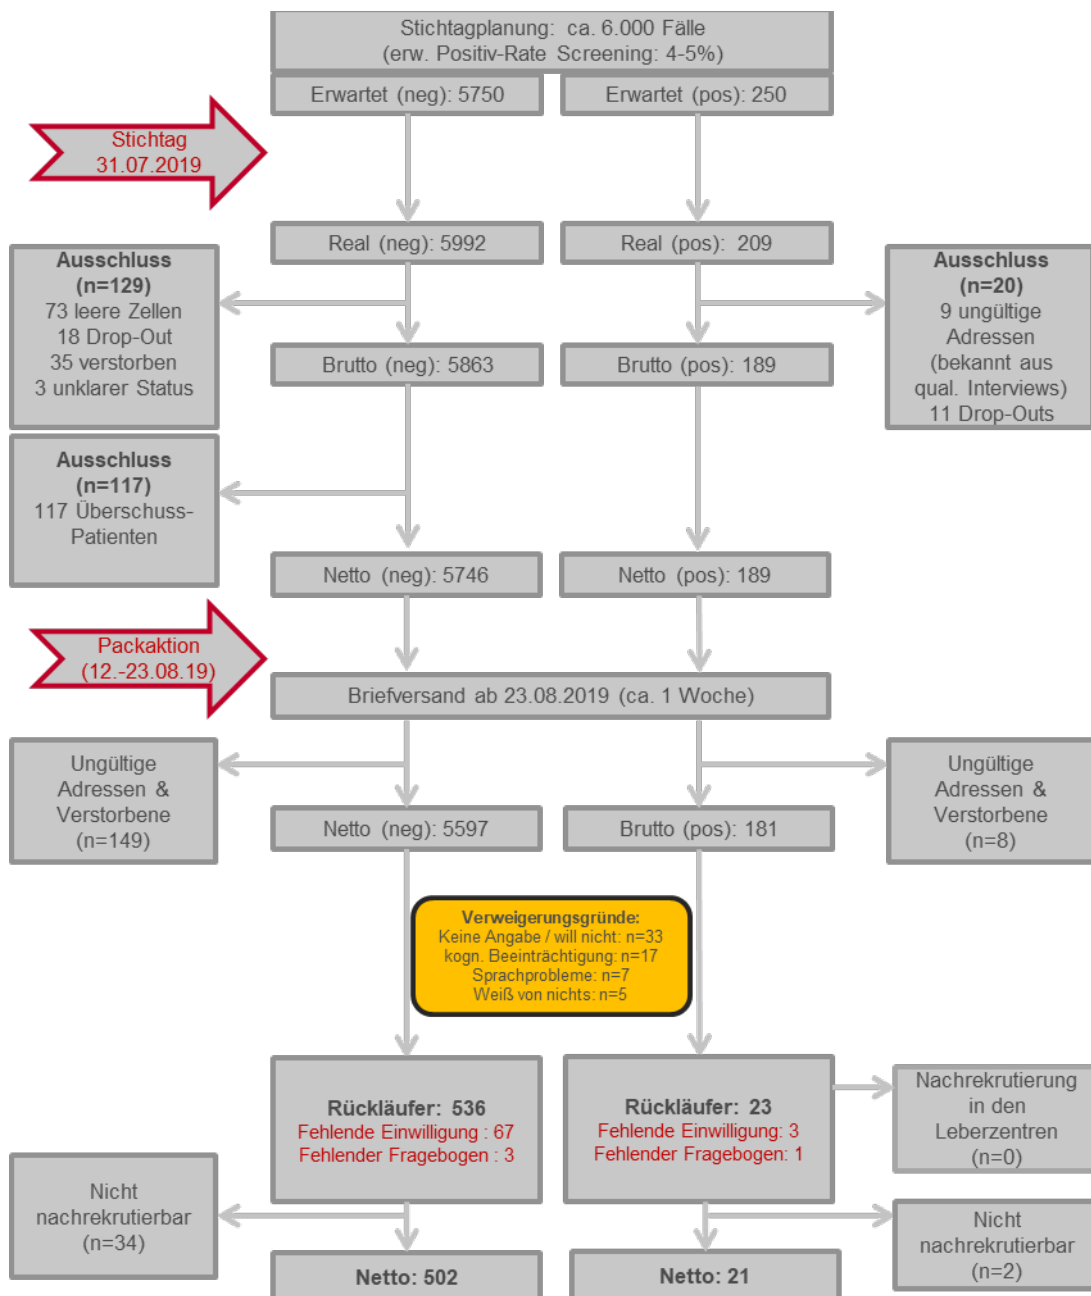 Stichtagplanung: ca. 6.000 Fälle
(erw. Positiv-Rate Screening: 4-5%)
Erwartet (neg): 5750
Erwartet (pos): 250
Stichtag
31.07.2019
Real (neg): 5992
Real (pos): 209
Ausschluss
(n=129)
73 leere Zellen
18 Drop-Out
35 verstorben
3 unklarer Status
Ausschluss
(n=20)
9 ungültige
Adressen
(bekannt aus
qual. Interviews)
11 Drop-Outs
Brutto (neg): 5863
Brutto (pos): 189
Ausschluss
(n=117)
117 Überschuss-
Patienten
Netto (neg): 5746
Netto (pos): 189
Packaktion
(12.-23.08.19)
Briefversand ab 23.08.2019 (ca. 1 Woche)
Ungültige
Adressen &
Verstorbene
(n=149)
Ungültige
Adressen &
Verstorbene
(n=8)
Netto (neg): 5597
Brutto (pos): 181
Verweigerungsgründe:
Keine Angabe / will nicht: n=33
kogn. Beeinträchtigung: n=17
Sprachprobleme: n=7
Weiß von nichts: n=5
Rückläufer: 536
Fehlende Einwilligung : 67
Fehlender Fragebogen : 3
Rückläufer: 23
Fehlende Einwilligung: 3
Fehlender Fragebogen: 1
Nachrekrutierung
in den
Leberzentren
(n=0)
Nicht
nachrekrutierbar
(n=34)
Nicht
nachrekrutierbar
(n=2)
Netto: 502
Netto: 21